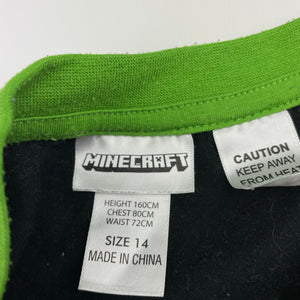 MINECRAFT
HEIGHT 160CM
CHEST 80CM
WAIST 72CM
SIZE 14
MADE IN CHINA
CAUTION
KEEP AWAY
FROM HEAT